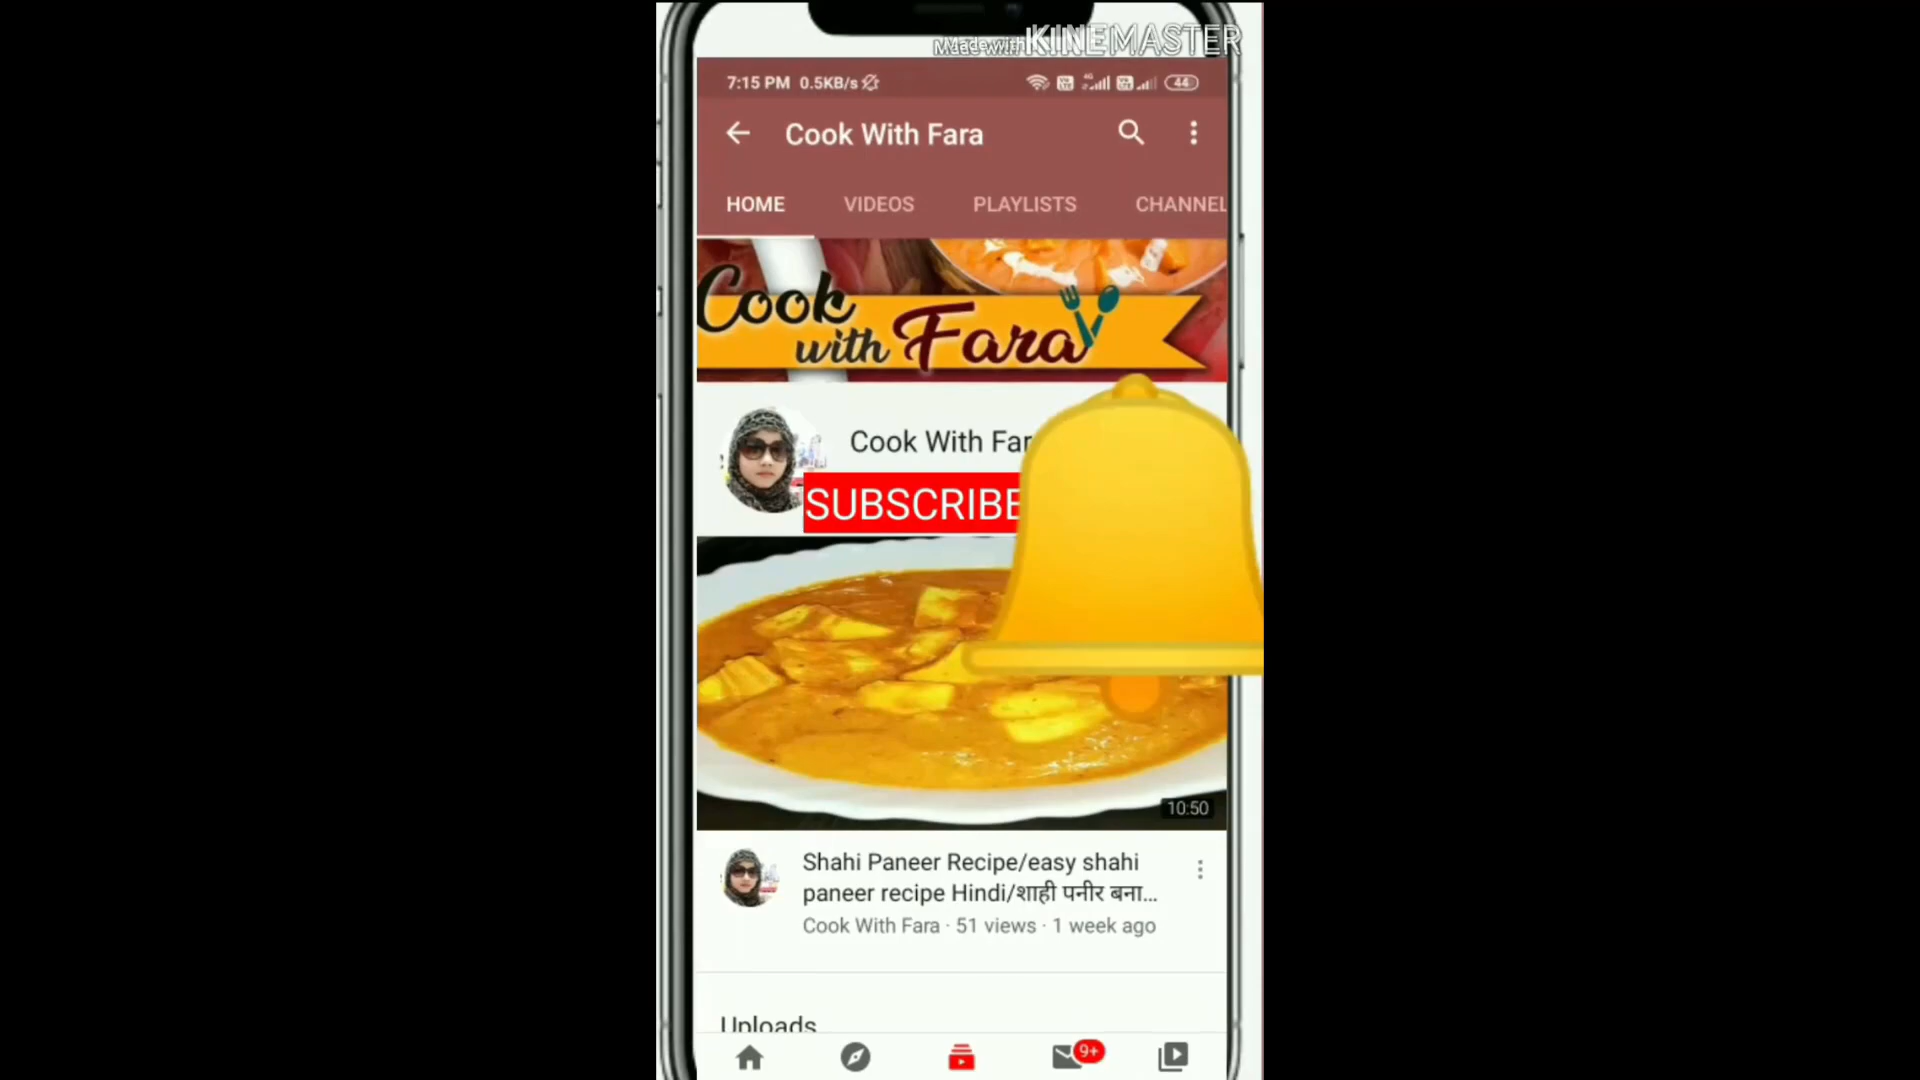 Made with KINEMASTER
7:15 PM 0.5KB/s 4G 44
Cook With Fara
HOME VIDEOS PLAYLISTS CHANNEL
Cook
with Fara
Cook With Far
SUBSCRIBE
10:50
Shahi Paneer Recipe/easy shahi
paneer recipe Hindi/शाही पनीर बना...
Cook With Fara · 51 views · 1 week ago
Uploads
9+